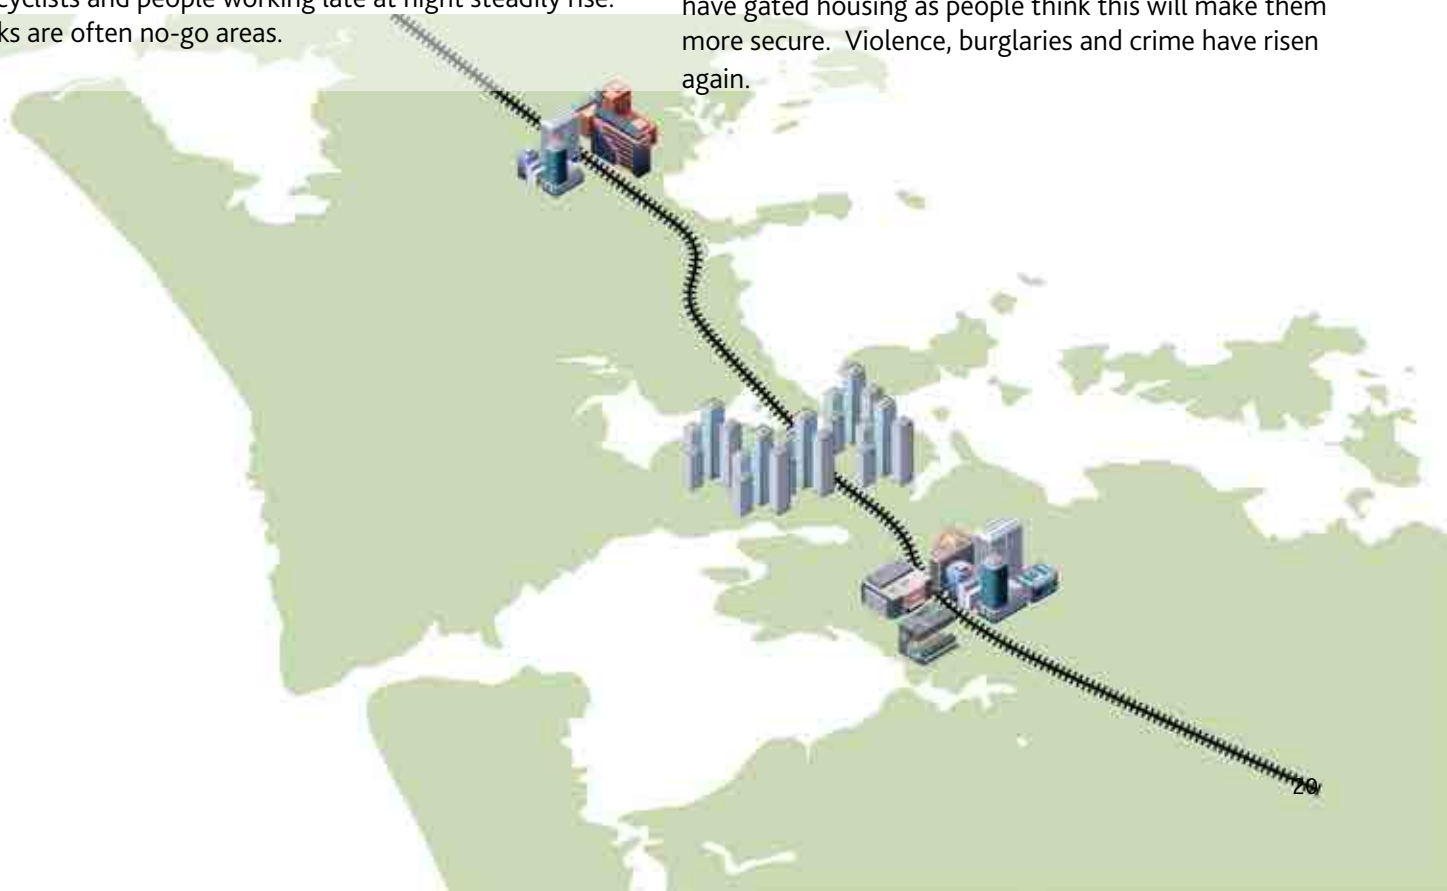 cyclists and people working late at night steadily rise.
ks are often no-go areas.
have gated housing as people think this will make them
more secure. Violence, burglaries and crime have risen
again.
20